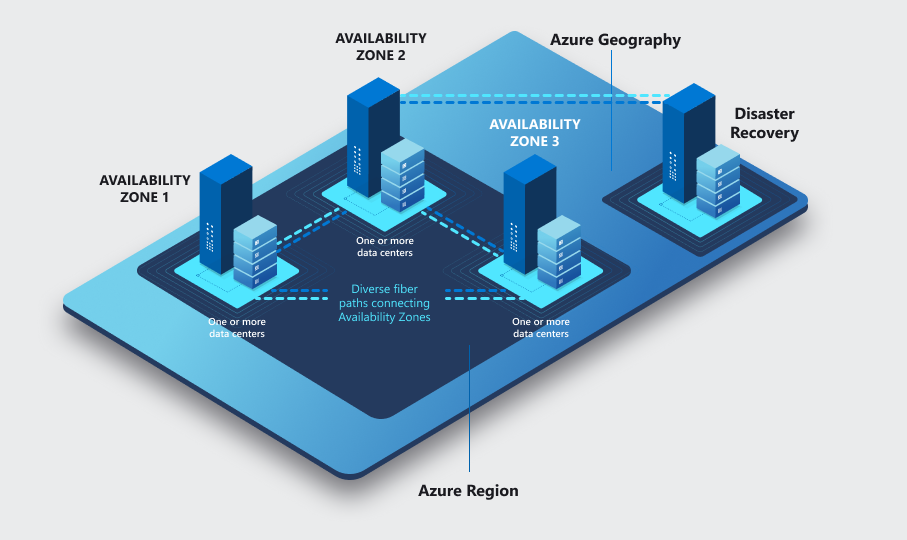 AVAILABILITY
ZONE 2
Azure Geography
Disaster
Recovery
AVAILABILITY
ZONE 3
AVAILABILITY
ZONE 1
One or more
data centers
Diverse fiber
paths connecting
Availability Zones
One or more
data centers
One or more
data centers
Azure Region